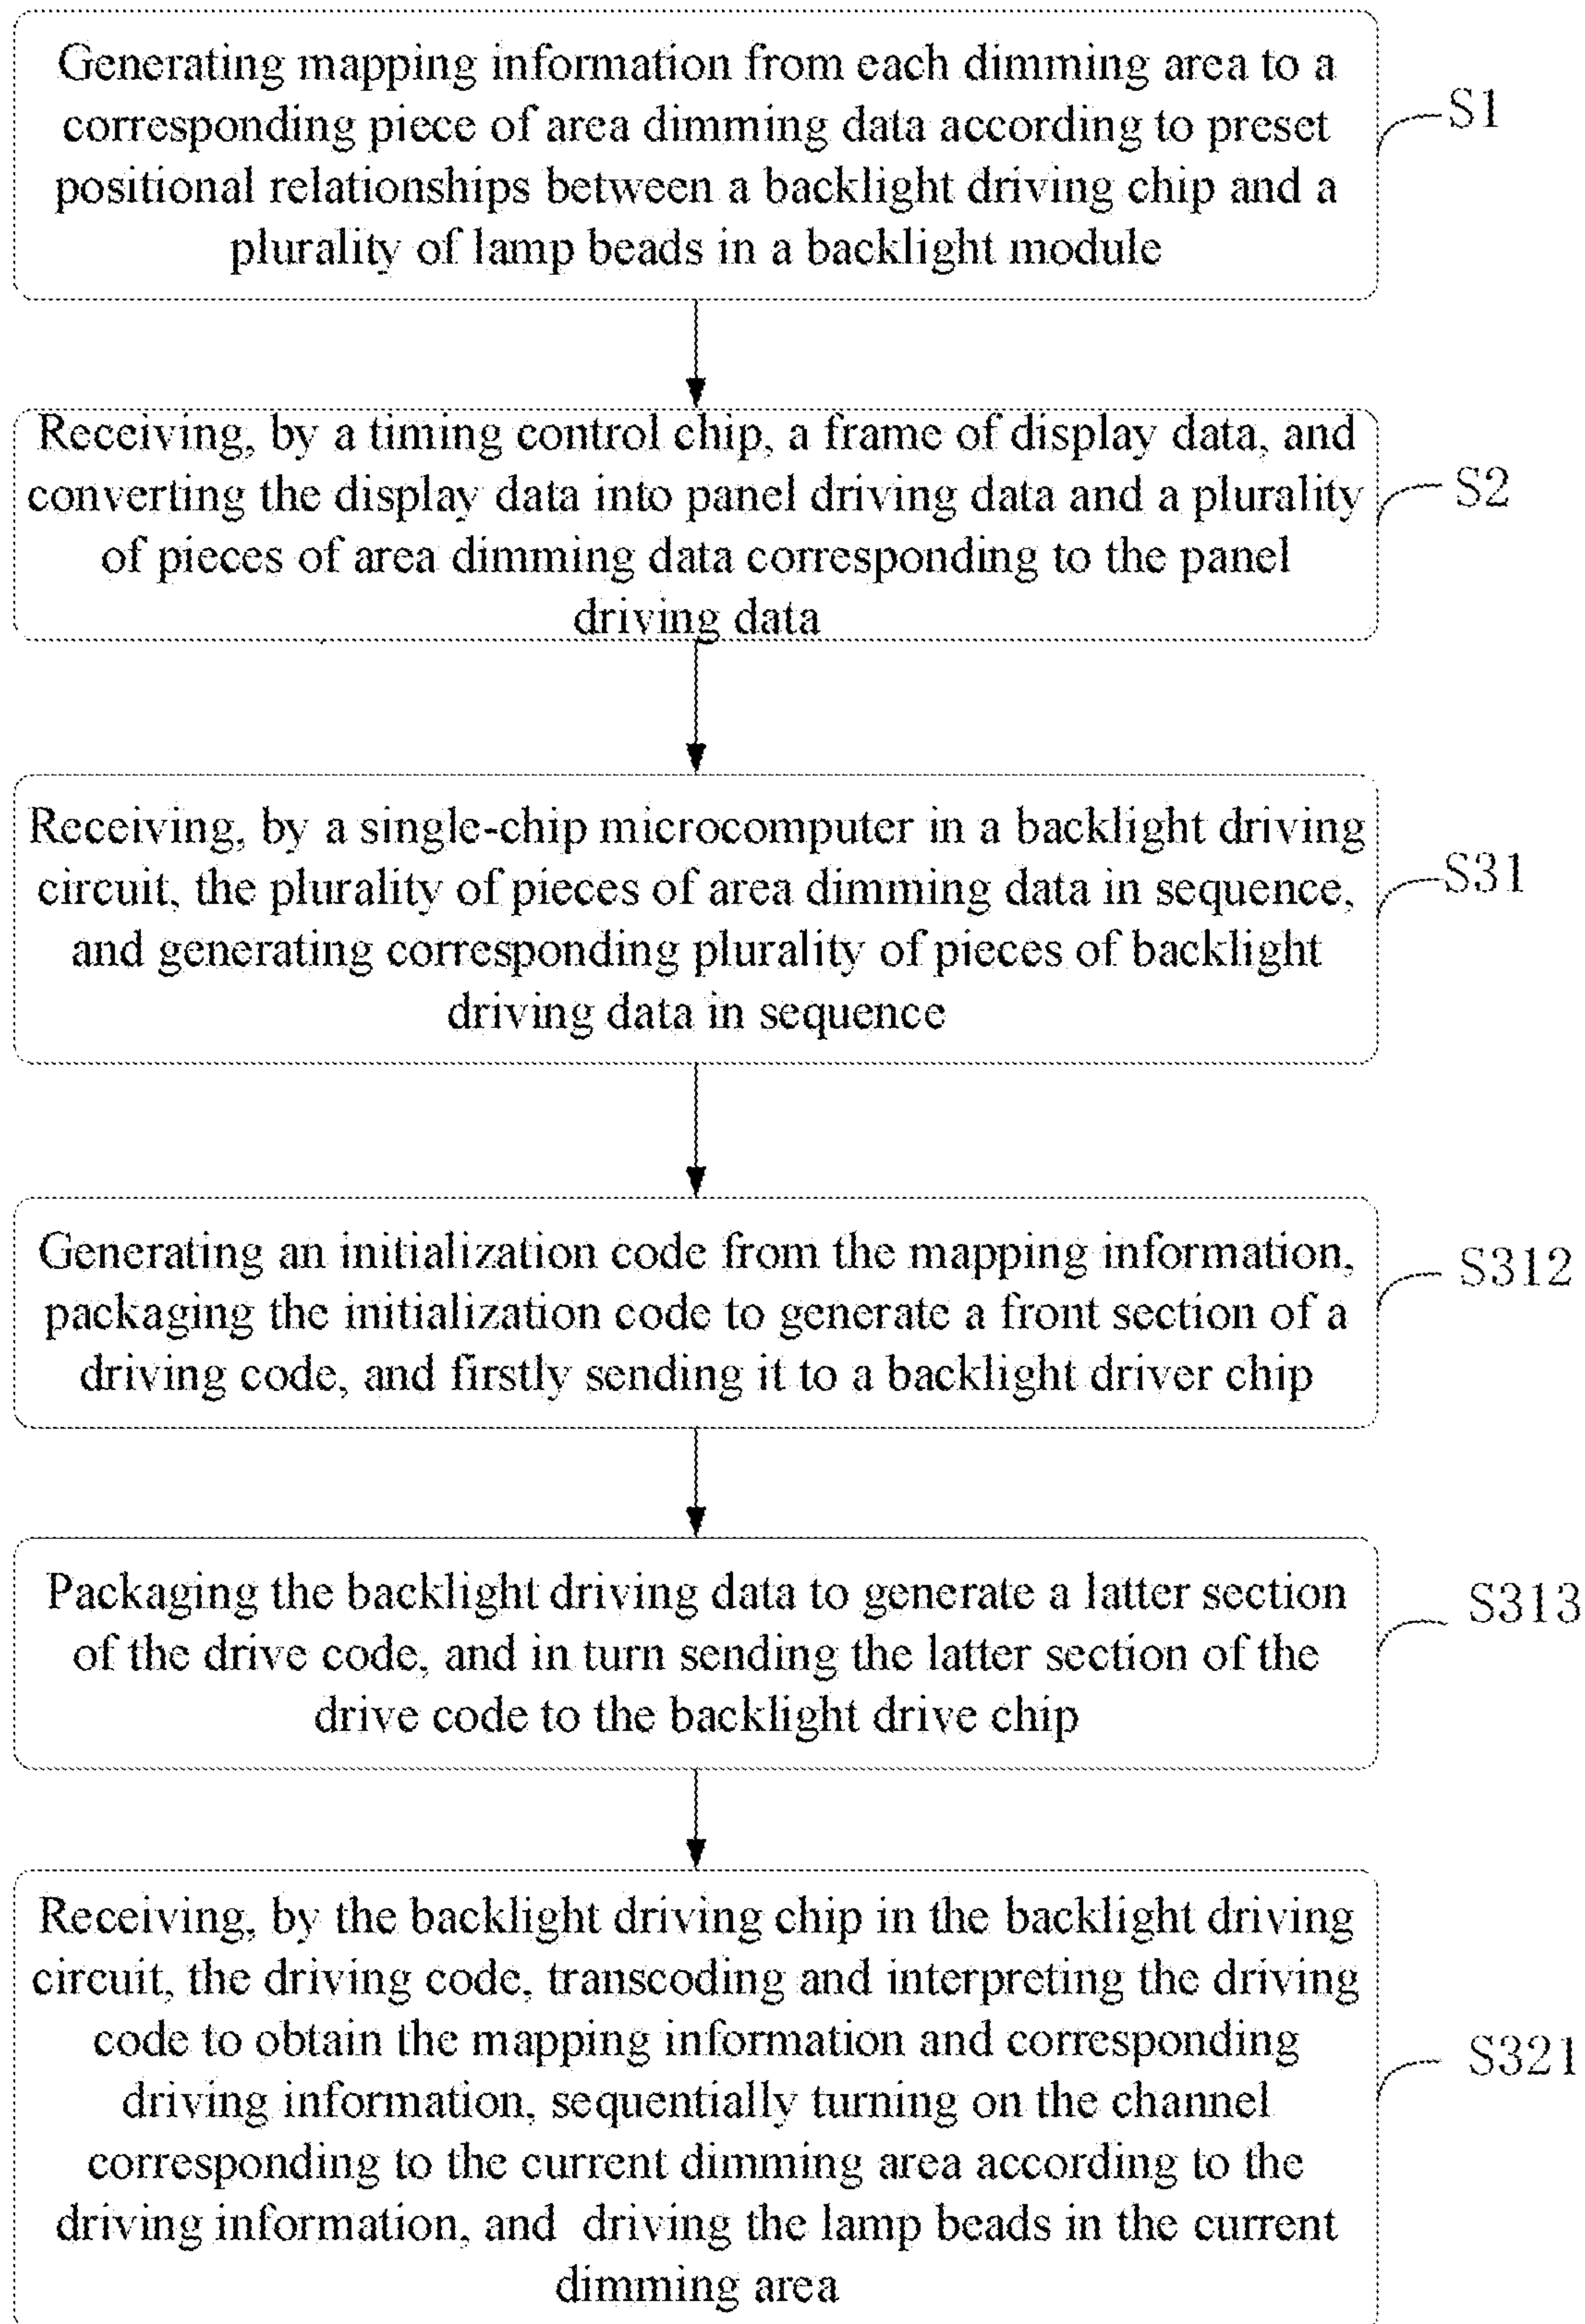 Generating mapping information from each dimming area to a
corresponding piece of area dimming data according to preset
positional relationships between a backlight driving chip and a
plurality of lamp beads in a backlight module
S1
Receiving, by a timing control chip, a frame of display data, and
converting the display data into panel driving data and a plurality
of pieces of area dimming data corresponding to the panel
driving data
S2
Receiving, by a single-chip microcomputer in a backlight driving
circuit, the plurality of pieces of area dimming data in sequence,
and generating corresponding plurality of pieces of backlight
driving data in sequence
S31
Generating an initialization code from the mapping information,
packaging the initialization code to generate a front section of a
driving code, and firstly sending it to a backlight driver chip
S312
Packaging the backlight driving data to generate a latter section
of the drive code, and in turn sending the latter section of the
drive code to the backlight drive chip
S313
Receiving, by the backlight driving chip in the backlight driving
circuit, the driving code, transcoding and interpreting the driving
code to obtain the mapping information and corresponding
driving information, sequentially turning on the channel
corresponding to the current dimming area according to the
driving information, and driving the lamp beads in the current
dimming area
S321